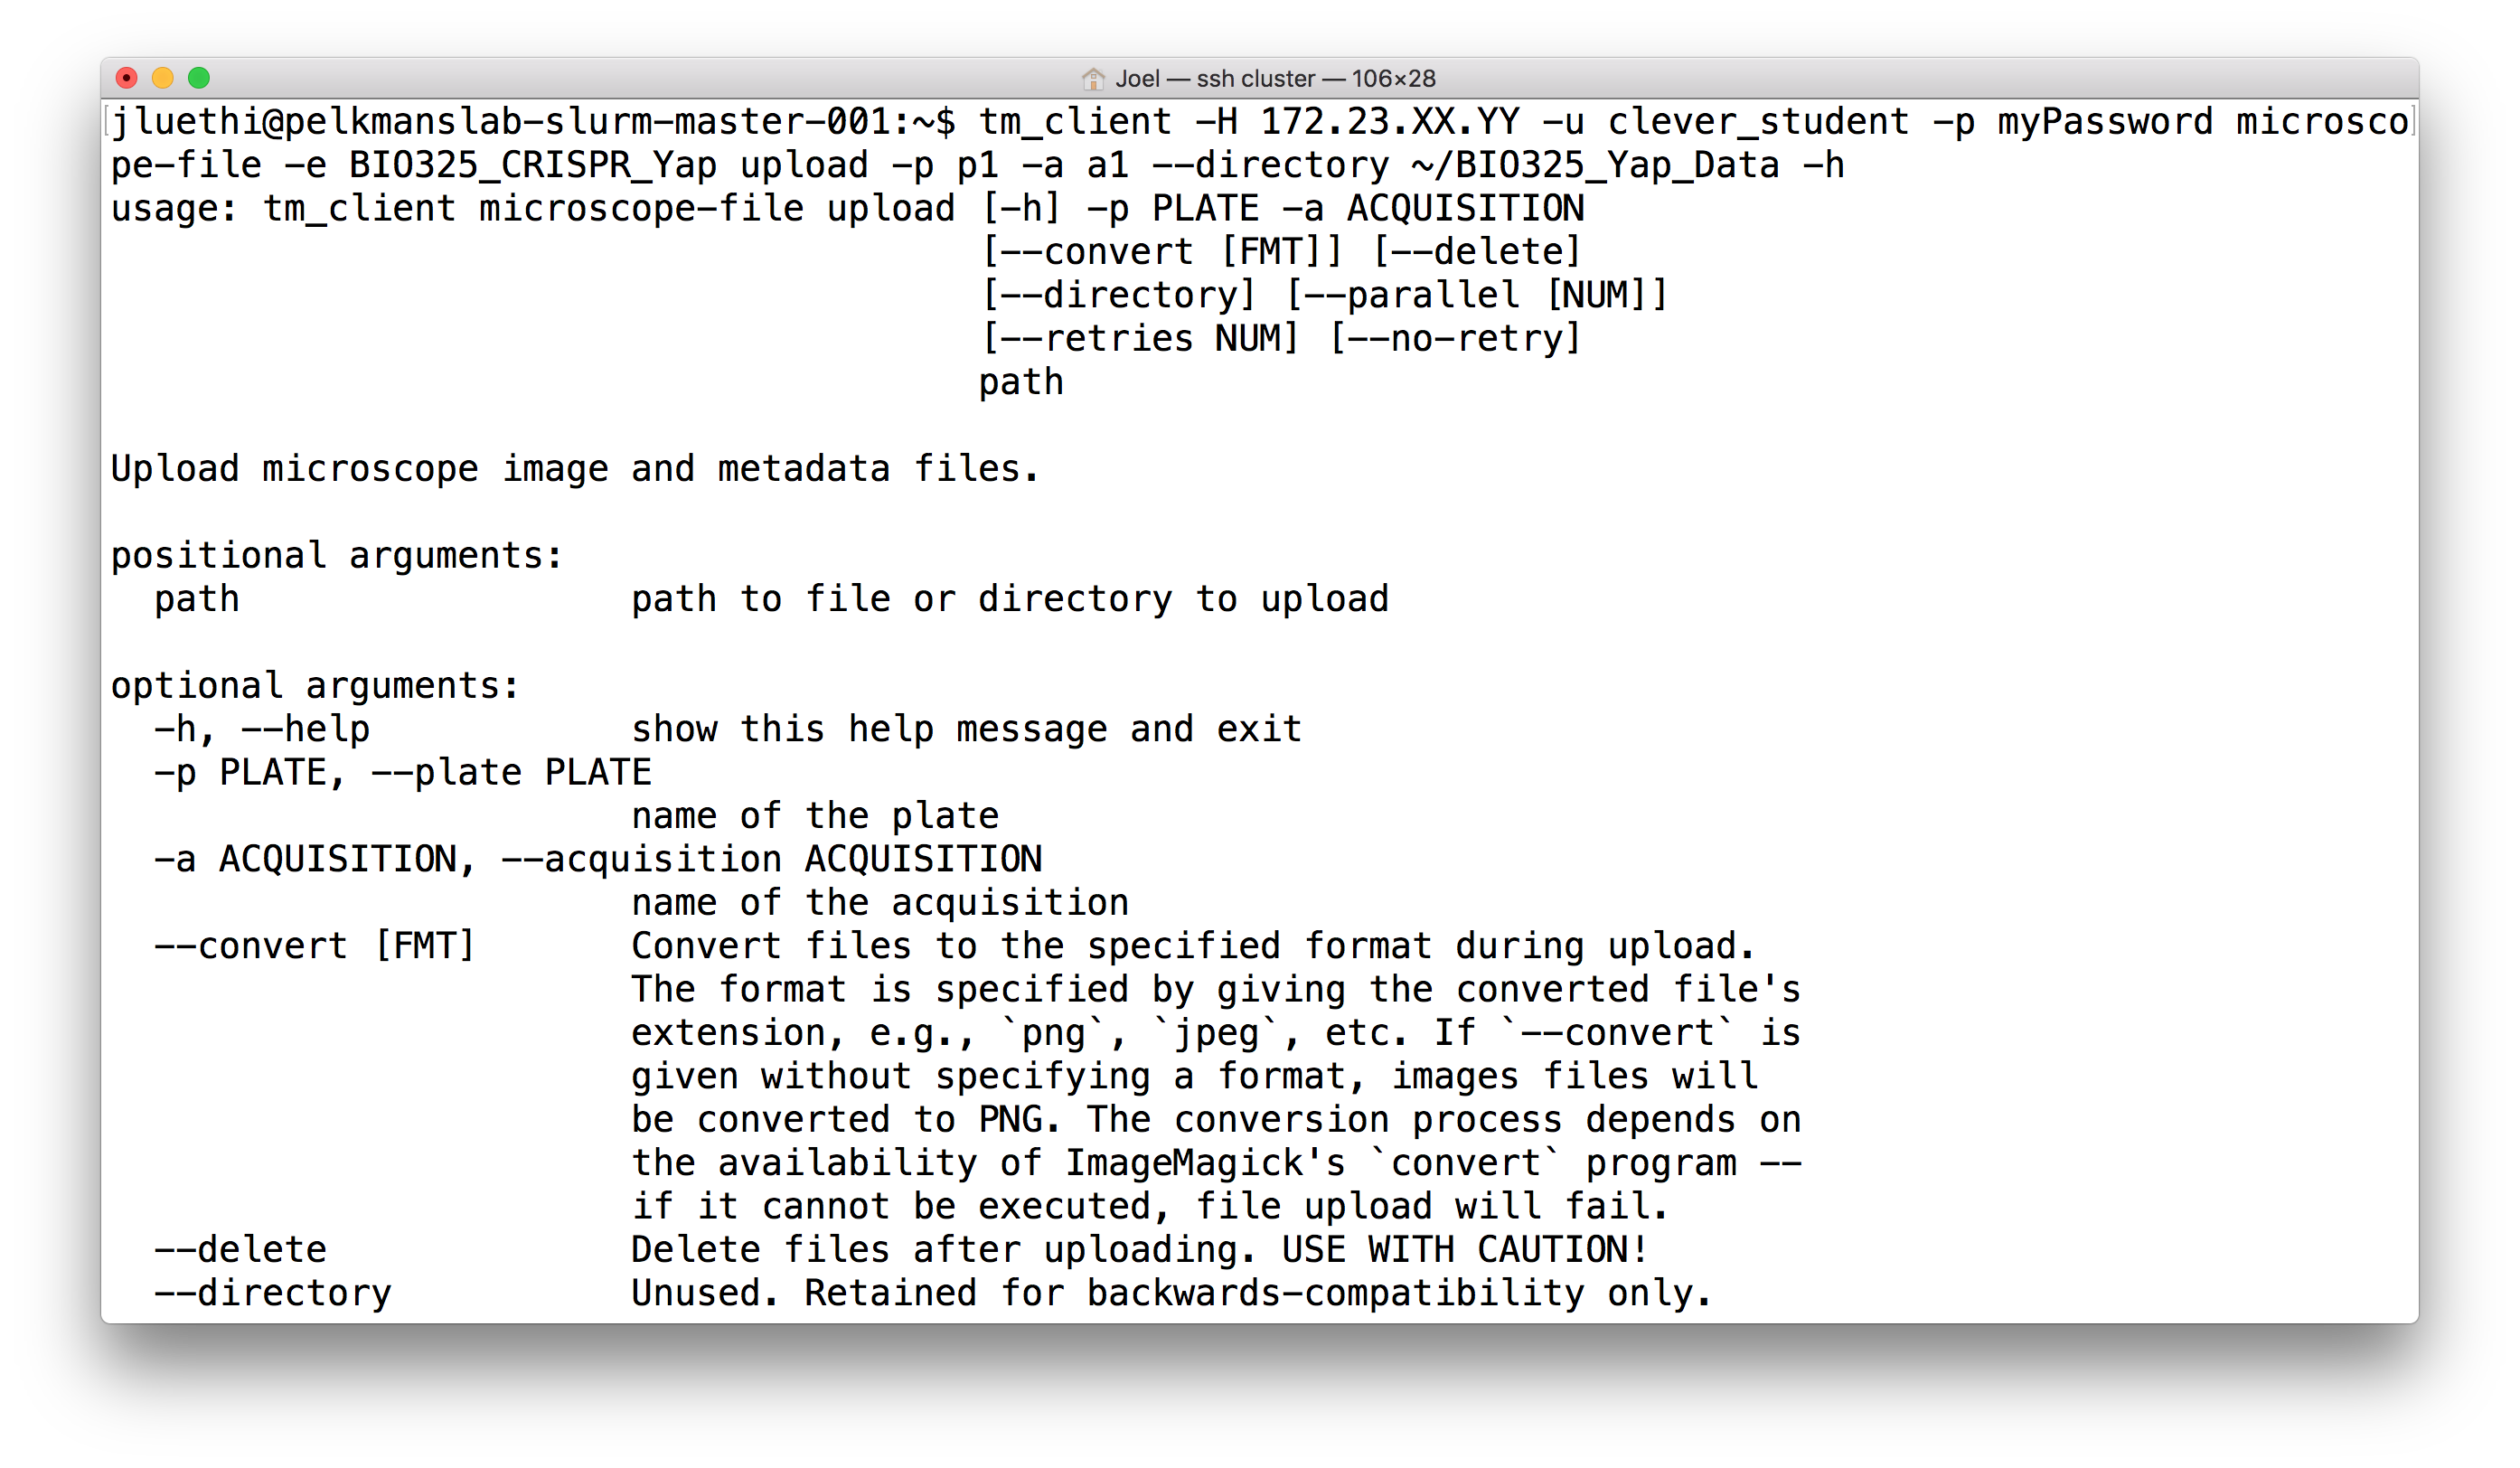 Joel — ssh cluster — 106×28
jluethi@pelkmanslab-slurm-master-001:~$ tm_client -H 172.23.XX.YY -u clever_student -p myPassword microsco
pe-file -e BIO325_CRISPR_Yap upload -p p1 -a a1 --directory ~/BIO325_Yap_Data -h
usage: tm_client microscope-file upload [-h] -p PLATE -a ACQUISITION
                                        [--convert [FMT]] [--delete]
                                        [--directory] [--parallel [NUM]]
                                        [--retries NUM] [--no-retry]
                                        path

Upload microscope image and metadata files.

positional arguments:
  path                  path to file or directory to upload

optional arguments:
  -h, --help            show this help message and exit
  -p PLATE, --plate PLATE
                        name of the plate
  -a ACQUISITION, --acquisition ACQUISITION
                        name of the acquisition
  --convert [FMT]       Convert files to the specified format during upload.
                        The format is specified by giving the converted file's
                        extension, e.g., `png`, `jpeg`, etc. If `--convert` is
                        given without specifying a format, images files will
                        be converted to PNG. The conversion process depends on
                        the availability of ImageMagick's `convert` program --
                        if it cannot be executed, file upload will fail.
  --delete              Delete files after uploading. USE WITH CAUTION!
  --directory           Unused. Retained for backwards-compatibility only.